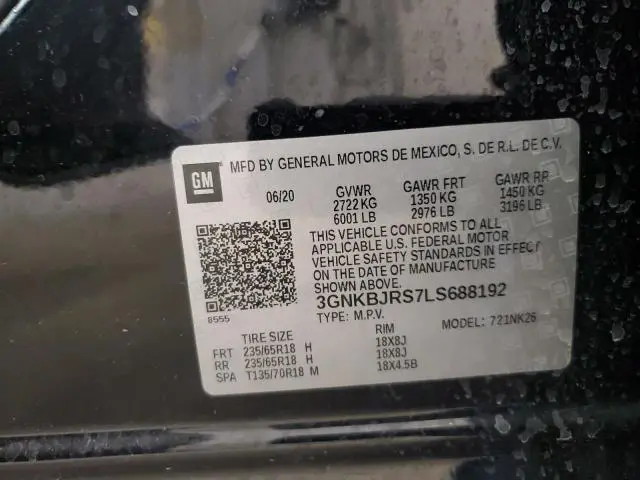 GM MFD BY GENERAL MOTORS DE MEXICO, S. DE R.L. DE C.V.
06/20 GVWR GAWR FRT GAWR RR
2722 KG 1350 KG 1450 KG
6001 LB 2976 LB 3196 LB
THIS VEHICLE CONFORMS TO ALL
APPLICABLE U.S. FEDERAL MOTOR
VEHICLE SAFETY STANDARDS IN EFFECT
ON THE DATE OF MANUFACTURE
SHOWN ABOVE.
3GNKBJRS7LS688192
8555
TYPE: M.P.V. MODEL: 721NK26
TIRE SIZE RIM
FRT 235/65R18 H 18X8J
RR 235/65R18 H 18X8J
SPA T135/70R18 M 18X4.5B